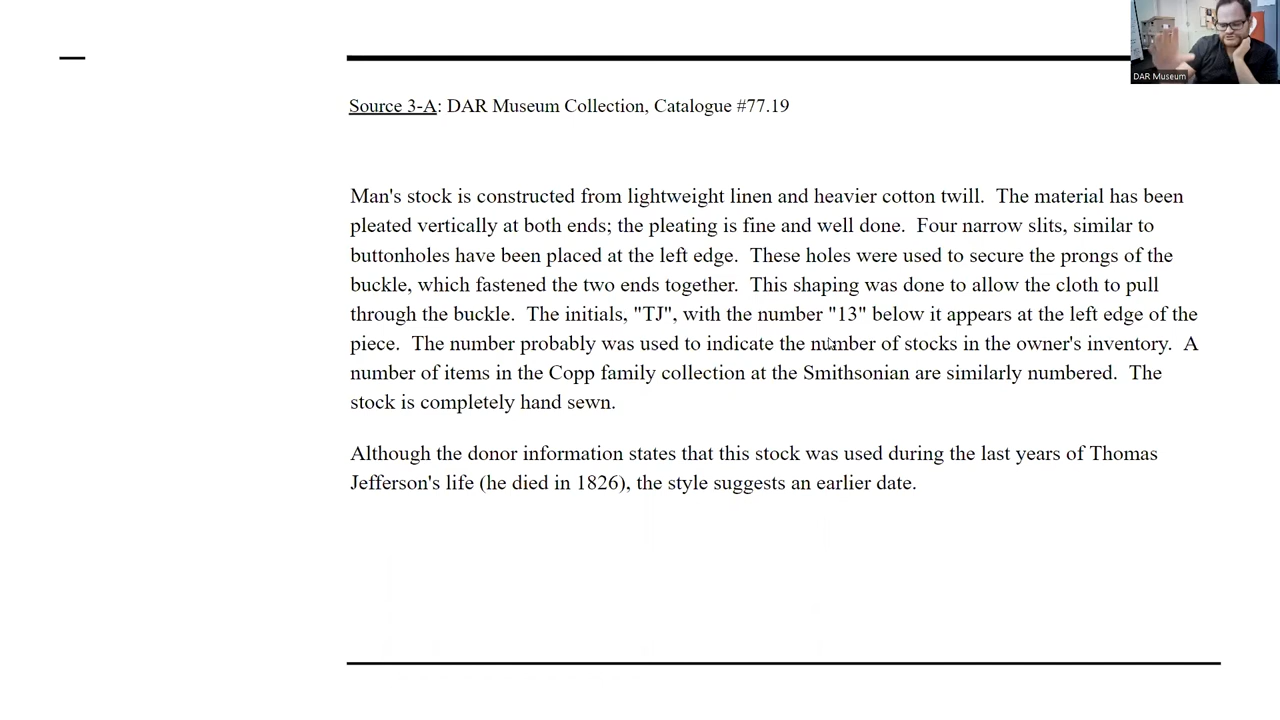 DAR Museum
Source 3-A: DAR Museum Collection, Catalogue #77.19
Man's stock is constructed from lightweight linen and heavier cotton twill. The material has been
pleated vertically at both ends; the pleating is fine and well done. Four narrow slits, similar to
buttonholes have been placed at the left edge. These holes were used to secure the prongs of the
buckle, which fastened the two ends together. This shaping was done to allow the cloth to pull
through the buckle. The initials, "TJ", with the number "13" below it appears at the left edge of the
piece. The number probably was used to indicate the number of stocks in the owner's inventory. A
number of items in the Copp family collection at the Smithsonian are similarly numbered. The
stock is completely hand sewn.
Although the donor information states that this stock was used during the last years of Thomas
Jefferson's life (he died in 1826), the style suggests an earlier date.